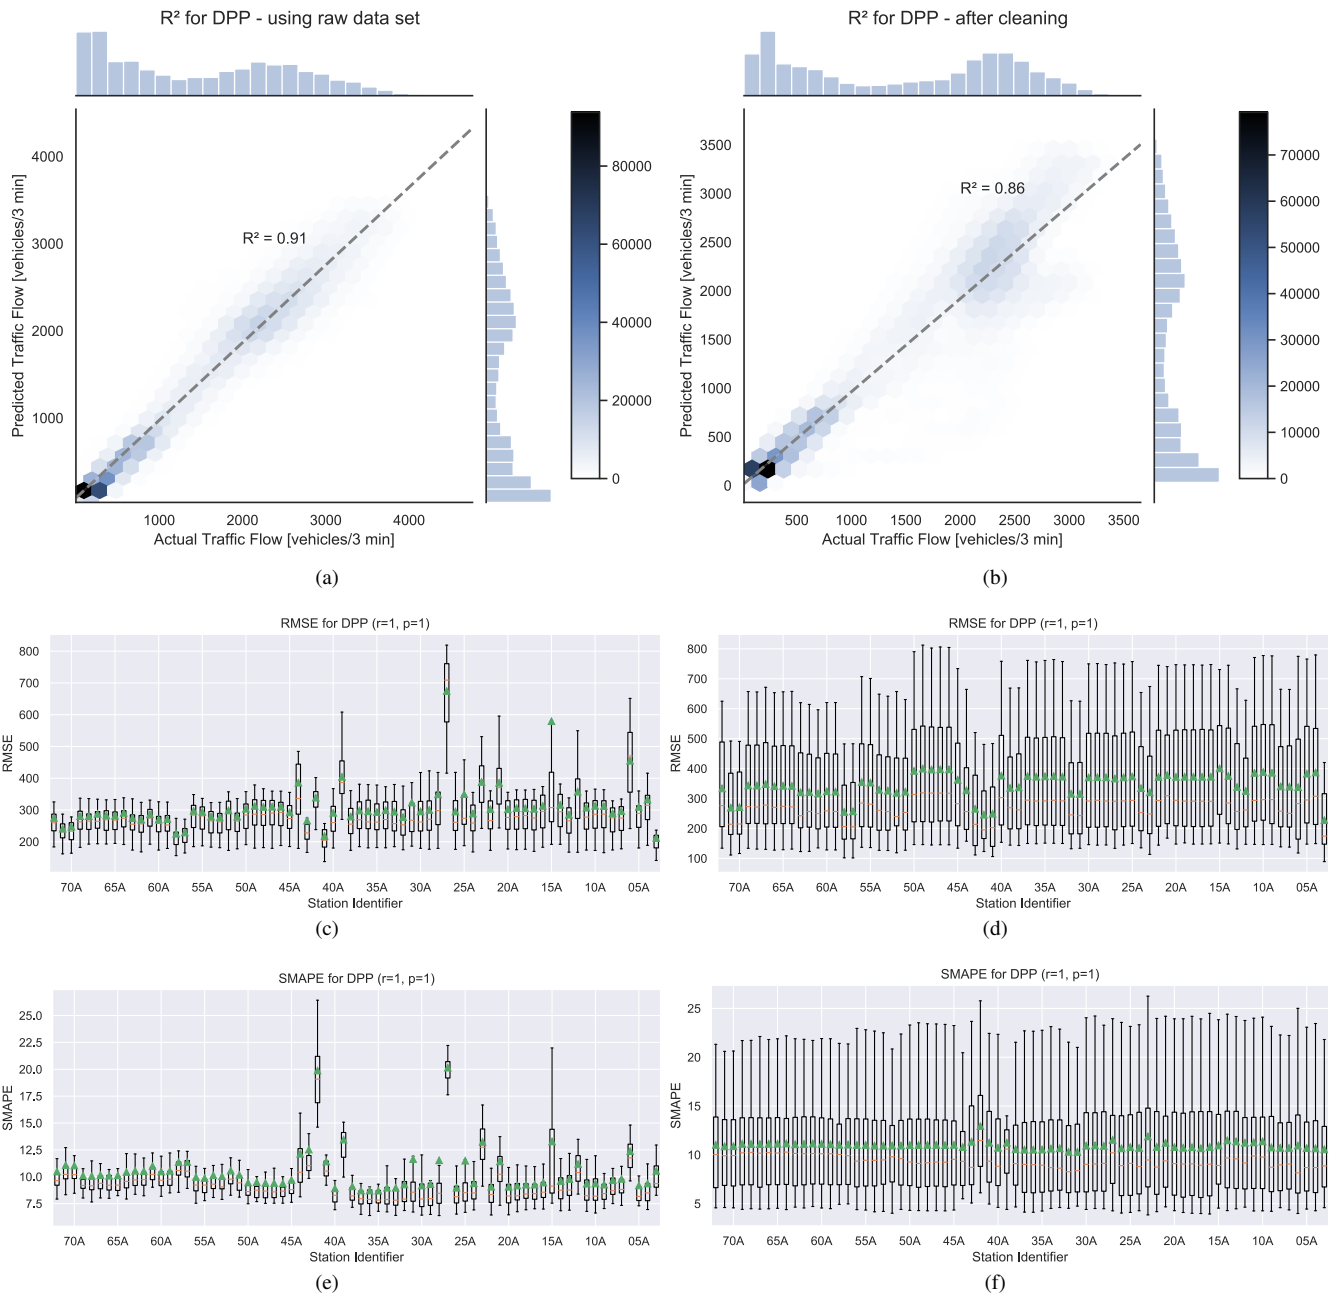 R² for DPP - using raw data set
R² = 0.91
4000
3000
2000
1000
Predicted Traffic Flow [vehicles/3 min]
1000 2000 3000 4000
Actual Traffic Flow [vehicles/3 min]
80000
60000
40000
20000
0
(a)
R² for DPP - after cleaning
R² = 0.86
3500
3000
2500
2000
1500
1000
500
0
Predicted Traffic Flow [vehicles/3 min]
500 1000 1500 2000 2500 3000 3500
Actual Traffic Flow [vehicles/3 min]
70000
60000
50000
40000
30000
20000
10000
0
(b)
RMSE for DPP (r=1, p=1)
800
700
600
500
400
300
200
RMSE
70A 65A 60A 55A 50A 45A 40A 35A 30A 25A 20A 15A 10A 05A
Station Identifier
(c)
RMSE for DPP (r=1, p=1)
800
700
600
500
400
300
200
100
RMSE
70A 65A 60A 55A 50A 45A 40A 35A 30A 25A 20A 15A 10A 05A
Station Identifier
(d)
SMAPE for DPP (r=1, p=1)
25.0
22.5
20.0
17.5
15.0
12.5
10.0
7.5
SMAPE
70A 65A 60A 55A 50A 45A 40A 35A 30A 25A 20A 15A 10A 05A
Station Identifier
(e)
SMAPE for DPP (r=1, p=1)
25
20
15
10
5
SMAPE
70A 65A 60A 55A 50A 45A 40A 35A 30A 25A 20A 15A 10A 05A
Station Identifier
(f)